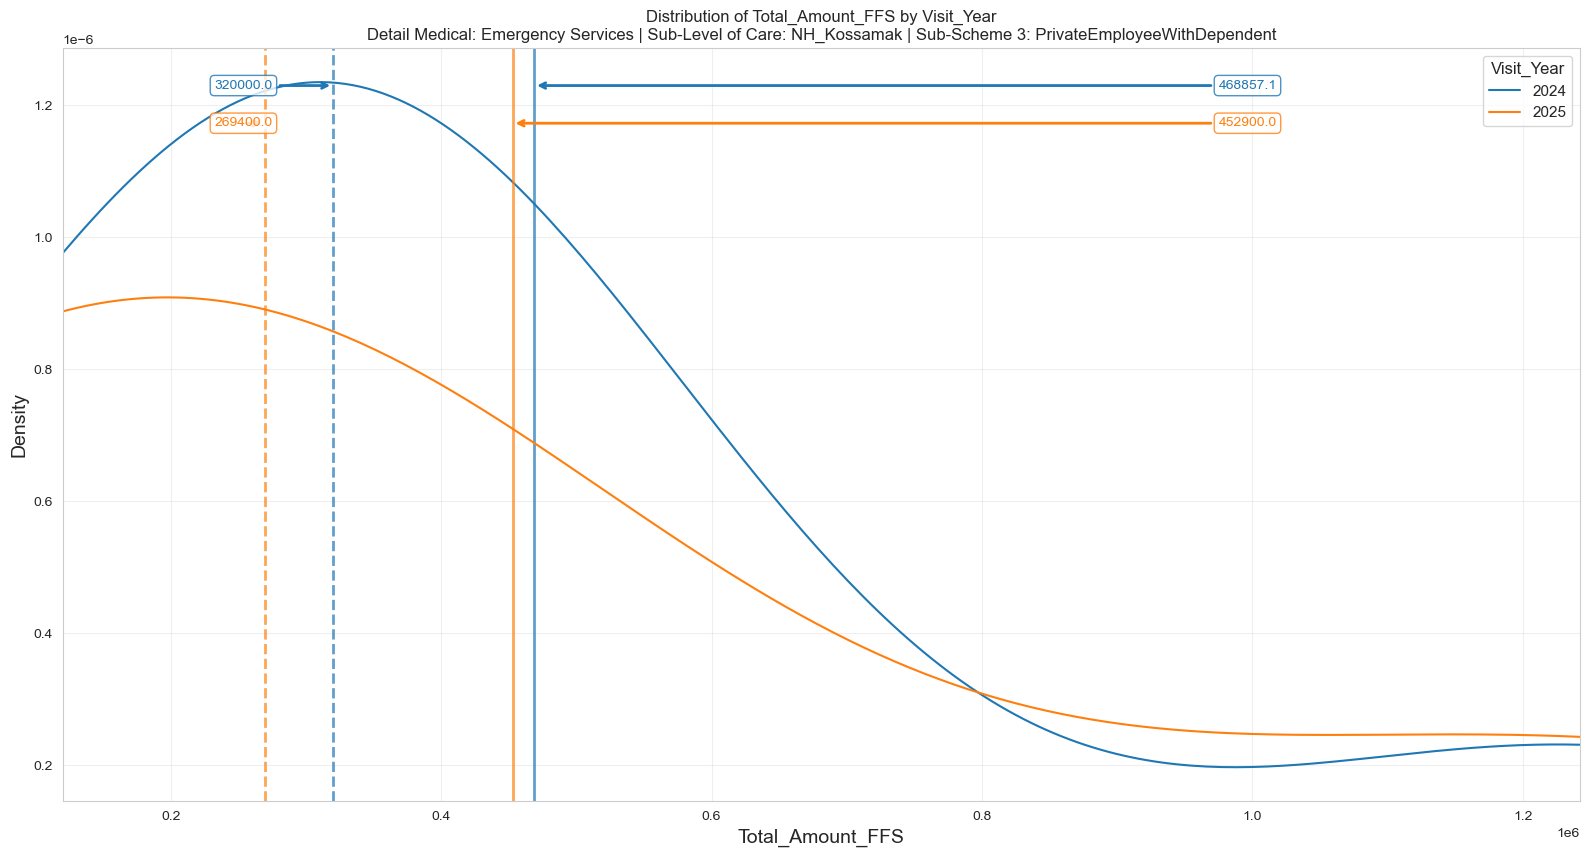 Distribution of Total_Amount_FFS by Visit_Year
Detail Medical: Emergency Services | Sub-Level of Care: NH_Kossamak | Sub-Scheme 3: PrivateEmployeeWithDependent
1e−6
Visit_Year
2024
2025
320000.0
468857.1
269400.0
452900.0
1.2
1.0
0.8
0.6
0.4
0.2
Density
0.2
0.4
0.6
0.8
1.0
1.2
1e6
Total_Amount_FFS